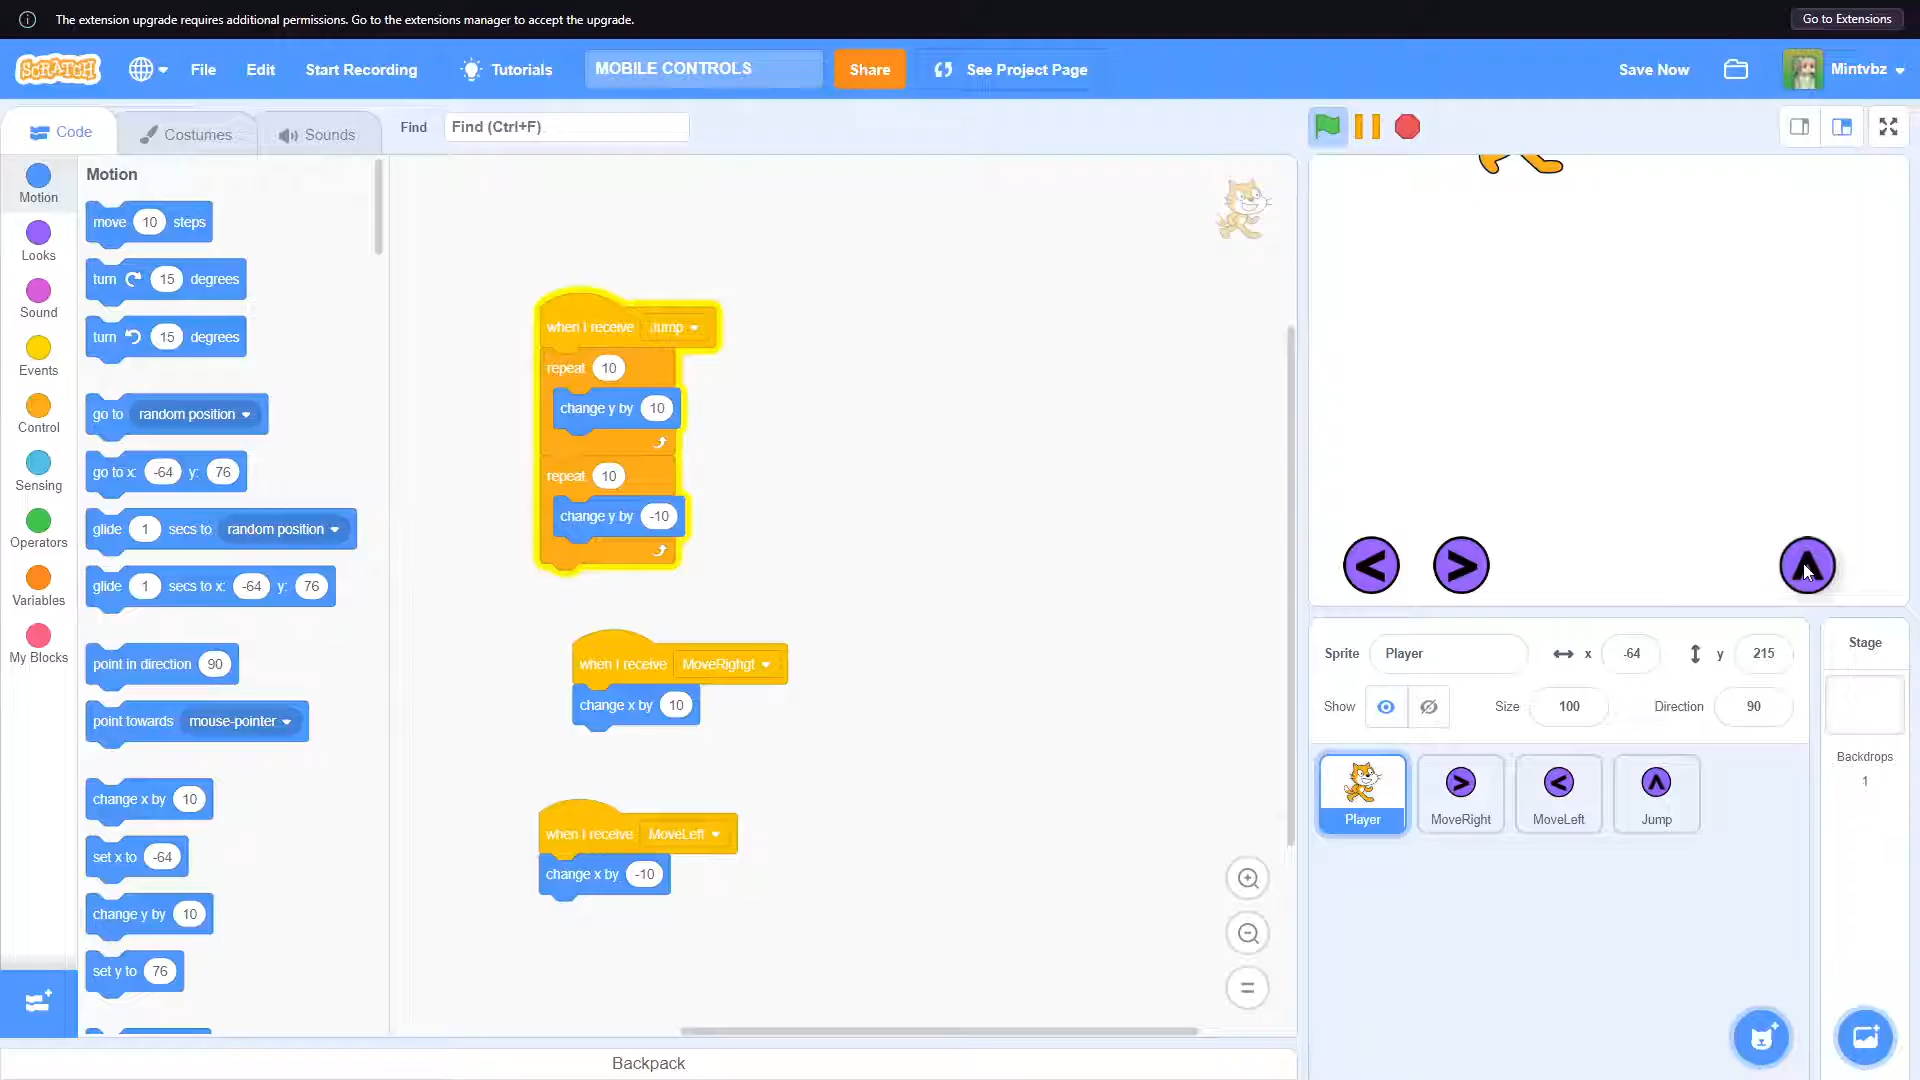 The extension upgrade requires additional permissions. Go to the extensions manager to accept the upgrade.
Go to Extensions
SCRATCH
File
Edit
Start Recording
Tutorials
MOBILE CONTROLS
Share
See Project Page
Save Now
Mintvbz
Code
Costumes
Sounds
Find
Find (Ctrl+F)
Motion
Looks
Sound
Events
Control
Sensing
Operators
Variables
My Blocks
Motion
move 10 steps
turn 15 degrees
turn 15 degrees
go to random position
go to x: -64 y: 76
glide 1 secs to random position
glide 1 secs to x: -64 y: 76
point in direction 90
point towards mouse-pointer
change x by 10
set x to -64
change y by 10
set y to 76
when I receive Jump
repeat 10
change y by 10
repeat 10
change y by -10
when I receive MoveRighgt
change x by 10
when I receive MoveLeft
change x by -10
< > 
Sprite Player x -64 y 215
Show Size 100 Direction 90
Player
MoveRight
MoveLeft
Jump
Stage
Backdrops
1
Backpack